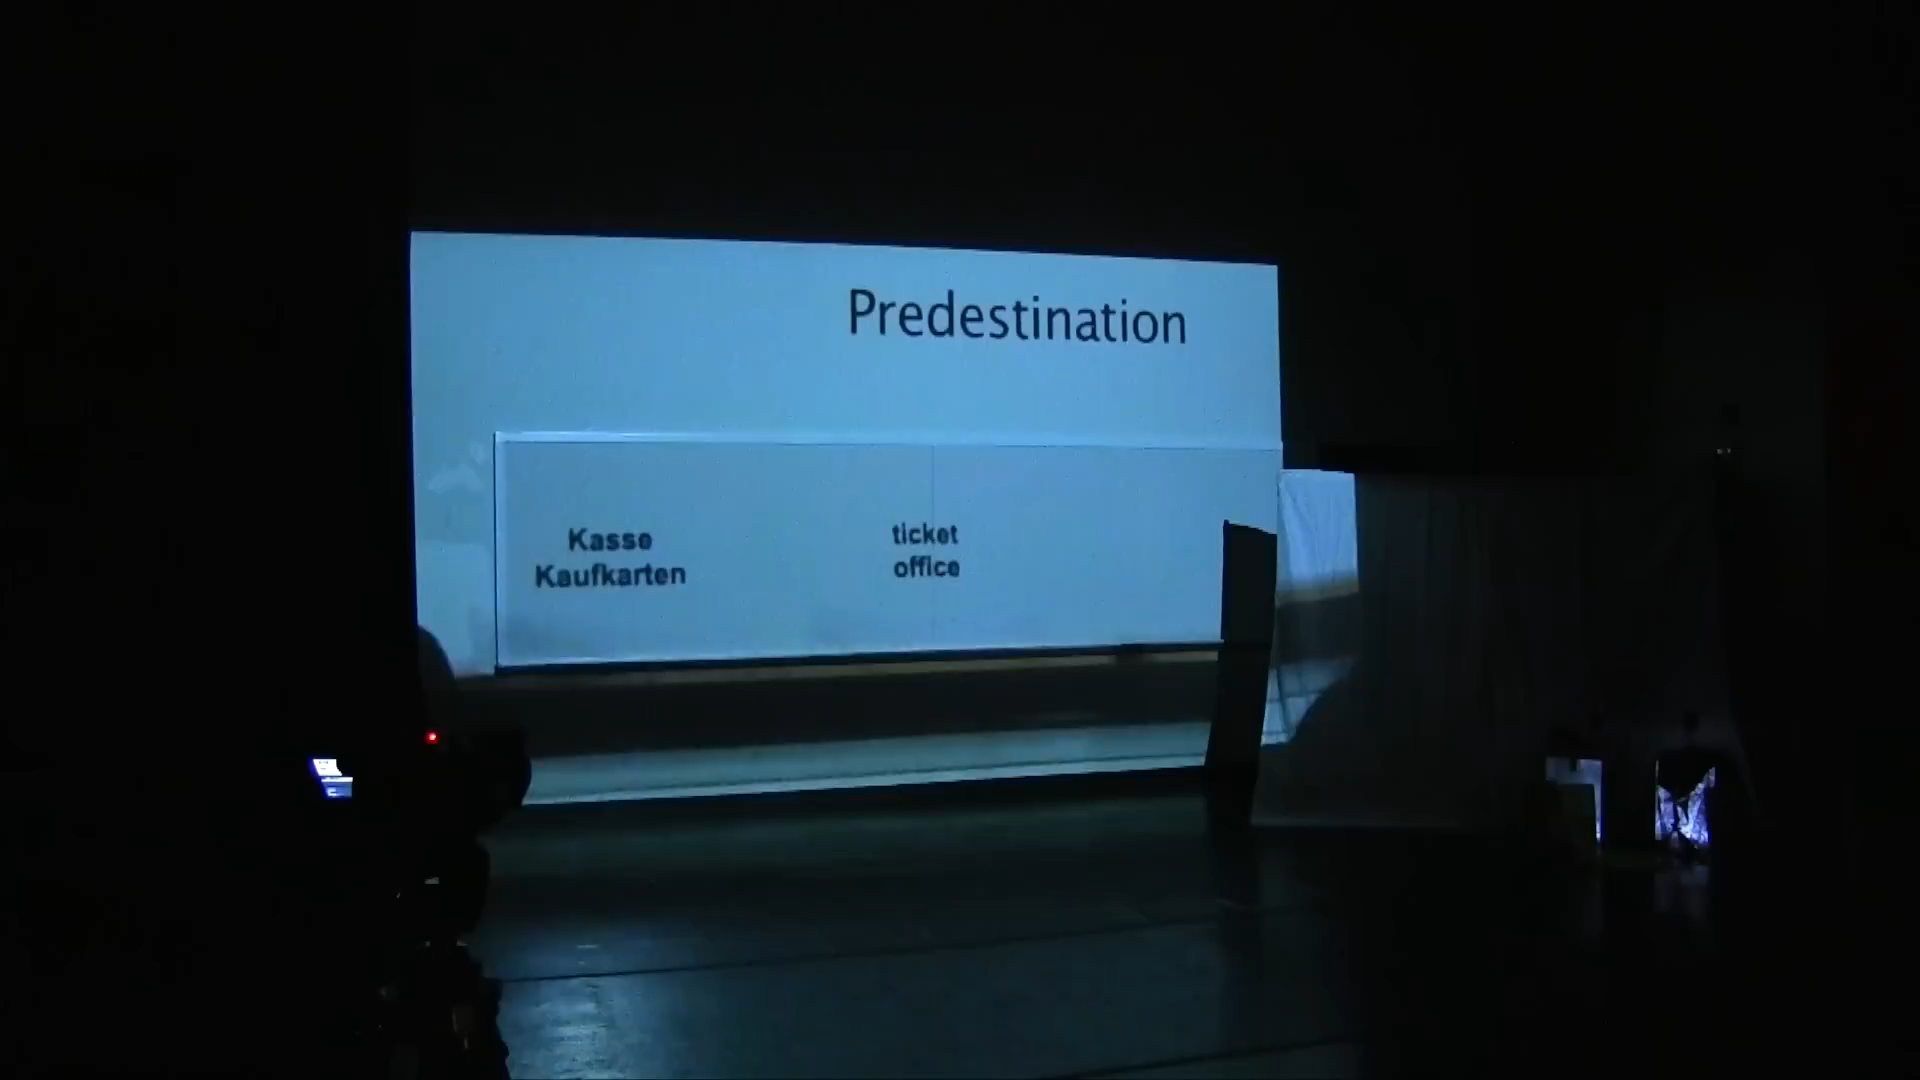 Predestination
Kasse
Kaufkarten
ticket
office